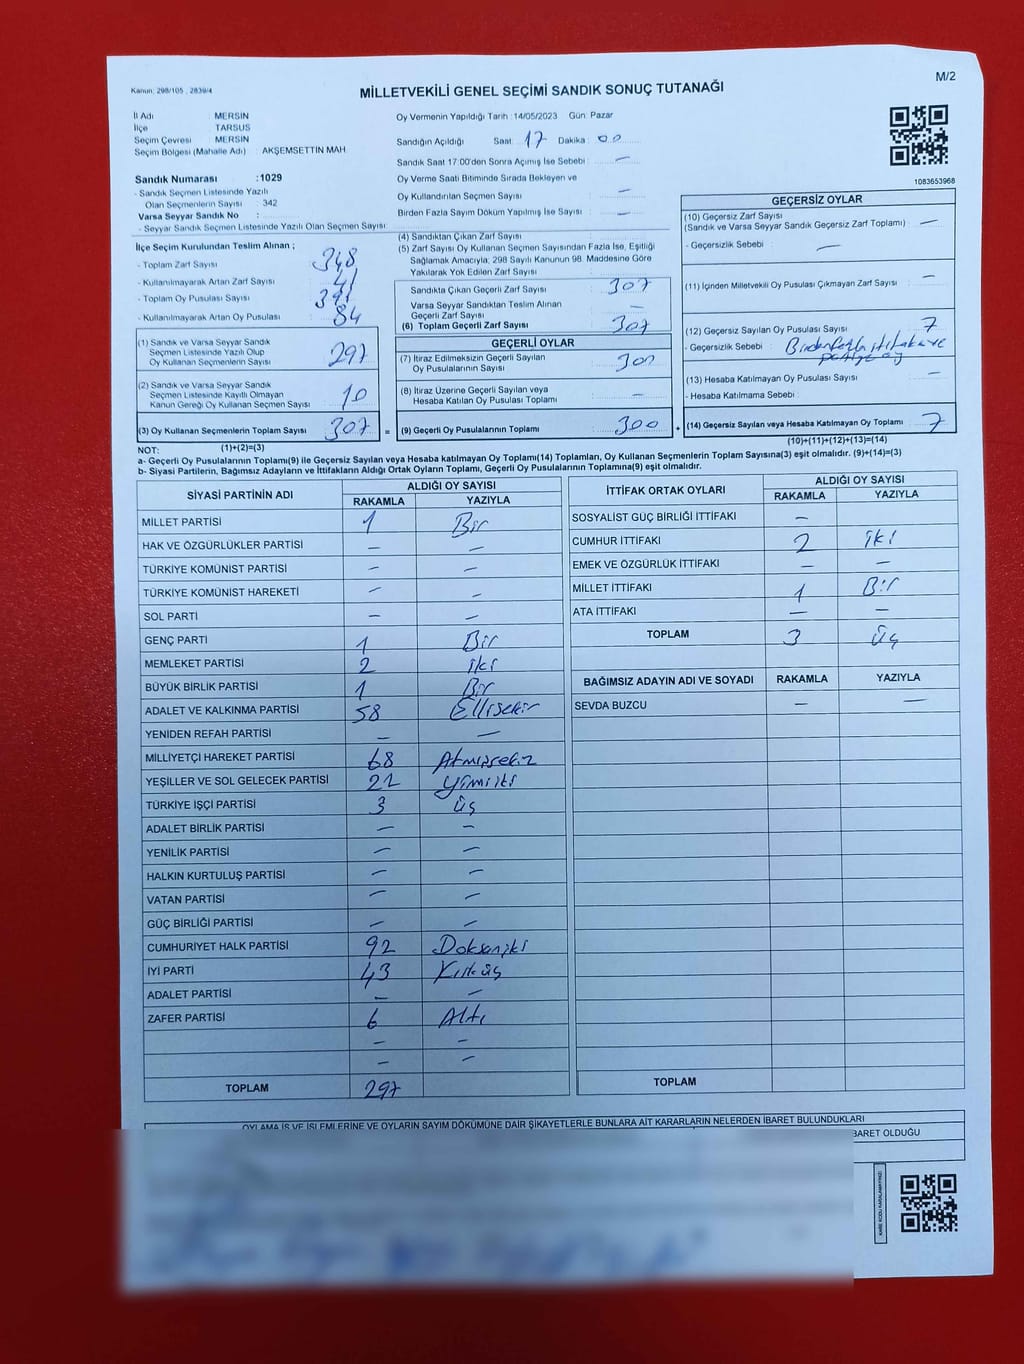 M/2
Kanun: 298/105 , 2839/4
MİLLETVEKİLİ GENEL SEÇİMİ SANDIK SONUÇ TUTANAĞI
İl Adı MERSİN
İlçe TARSUS
Seçim Çevresi MERSİN
Seçim Bölgesi (Mahalle Adı) : AKŞEMSETTİN MAH.
Sandık Numarası :1029
- Sandık Seçmen Listesinde Yazılı
Olan Seçmenlerin Sayısı : 342
Varsa Seyyar Sandık No :
- Seyyar Sandık Seçmen Listesinde Yazılı Olan Seçmen Sayısı:
Oy Vermenin Yapıldığı Tarih :14/05/2023 Gün: Pazar
Sandığın Açıldığı Saat: 17 Dakika : 00
Sandık Saat 17:00'den Sonra Açımış İse Sebebi : —
Oy Verme Saati Bitiminde Sırada Bekleyen ve
Oy Kullandırılan Seçmen Sayısı : —
Birden Fazla Sayım Döküm Yapılmış İse Sayısı : —
1083653968
İlçe Seçim Kurulundan Teslim Alınan ;
- Toplam Zarf Sayısı : 348
- Kullanılmayarak Artan Zarf Sayısı : 41
- Toplam Oy Pusulası Sayısı : 391
- Kullanılmayarak Artan Oy Pusulası : 84
(1) Sandık ve Varsa Seyyar Sandık
Seçmen Listesinde Yazılı Olup
Oy Kullanan Seçmenlerin Sayısı : 297
(2) Sandık ve Varsa Seyyar Sandık
Seçmen Listesinde Kayıtlı Olmayan
Kanun Gereği Oy Kullanan Seçmen Sayısı : 10
(3) Oy Kullanan Seçmenlerin Toplam Sayısı : 307 =
(4) Sandıktan Çıkan Zarf Sayısı :
(5) Zarf Sayısı Oy Kullanan Seçmen Sayısından Fazla İse, Eşitliği
Sağlamak Amacıyla; 298 Sayılı Kanunun 98. Maddesine Göre
Yakılarak Yok Edilen Zarf Sayısı :
Sandıkta Çıkan Geçerli Zarf Sayısı : 307
Varsa Seyyar Sandıktan Teslim Alınan
Geçerli Zarf Sayısı : —
(6) Toplam Geçerli Zarf Sayısı : 307
GEÇERLİ OYLAR
(7) İtiraz Edilmeksizin Geçerli Sayılan
Oy Pusulalarının Sayısı : 300
(8) İtiraz Üzerine Geçerli Sayılan veya
Hesaba Katılan Oy Pusulası Toplamı : —
(9) Geçerli Oy Pusulalarının Toplamı : 300 +
GEÇERSİZ OYLAR
(10) Geçersiz Zarf Sayısı
(Sandık ve Varsa Seyyar Sandık Geçersiz Zarf Toplamı) : —
- Geçersizlik Sebebi : —
(11) İçinden Milletvekili Oy Pusulası Çıkmayan Zarf Sayısı : —
(12) Geçersiz Sayılan Oy Pusulası Sayısı : 7
- Geçersizlik Sebebi : Birdenfazla ittifaka ve
partiye oy
(13) Hesaba Katılmayan Oy Pusulası Sayısı : —
- Hesaba Katılmama Sebebi :
(14) Geçersiz Sayılan veya Hesaba Katılmayan Oy Toplamı : 7
NOT: (1)+(2)=(3) (10)+(11)+(12)+(13)=(14)
a- Geçerli Oy Pusulalarının Toplamı(9) ile Geçersiz Sayılan veya Hesaba katılmayan Oy Toplamı(14) Toplamları, Oy Kullanan Seçmenlerin Toplam Sayısına(3) eşit olmalıdır. (9)+(14)=(3)
b- Siyasi Partilerin, Bağımsız Adayların ve İttifakların Aldığı Ortak Oyların Toplamı, Geçerli Oy Pusulalarının Toplamına(9) eşit olmalıdır.
SİYASİ PARTİNİN ADI ALDIĞI OY SAYISI
RAKAMLA YAZIYLA
MİLLET PARTİSİ 1 Bir
HAK VE ÖZGÜRLÜKLER PARTİSİ — —
TÜRKİYE KOMÜNİST PARTİSİ — —
TÜRKİYE KOMÜNİST HAREKETİ — —
SOL PARTİ — —
GENÇ PARTİ 1 Bir
MEMLEKET PARTİSİ 2 iki
BÜYÜK BİRLİK PARTİSİ 1 Bir
ADALET VE KALKINMA PARTİSİ 58 Ellisekiz
YENİDEN REFAH PARTİSİ — —
MİLLİYETÇİ HAREKET PARTİSİ 68 Atmışsekiz
YEŞİLLER VE SOL GELECEK PARTİSİ 22 yirmiiki
TÜRKİYE İŞÇİ PARTİSİ 3 üç
ADALET BİRLİK PARTİSİ — —
YENİLİK PARTİSİ — —
HALKIN KURTULUŞ PARTİSİ — —
VATAN PARTİSİ — —
GÜÇ BİRLİĞİ PARTİSİ — —
CUMHURİYET HALK PARTİSİ 92 Doksaniki
İYİ PARTİ 43 Kırküç
ADALET PARTİSİ — —
ZAFER PARTİSİ 6 Altı
— —
— —
TOPLAM 297
İTTİFAK ORTAK OYLARI ALDIĞI OY SAYISI
RAKAMLA YAZIYLA
SOSYALİST GÜÇ BİRLİĞİ İTTİFAKI —
CUMHUR İTTİFAKI 2 iki
EMEK VE ÖZGÜRLÜK İTTİFAKI — —
MİLLET İTTİFAKI 1 Bir
ATA İTTİFAKI — —
TOPLAM 3 üç
BAĞIMSIZ ADAYIN ADI VE SOYADI RAKAMLA YAZIYLA
SEVDA BUZCU — —
TOPLAM
OYLAMA İŞ VE İŞLEMLERİNE VE OYLARIN SAYIM DÖKÜMÜNE DAİR ŞİKAYETLERLE BUNLARA AİT KARARLARIN NELERDEN İBARET BULUNDUKLARI
BARET OLDUĞU
KARE KODU KARALAMAYINIZ!